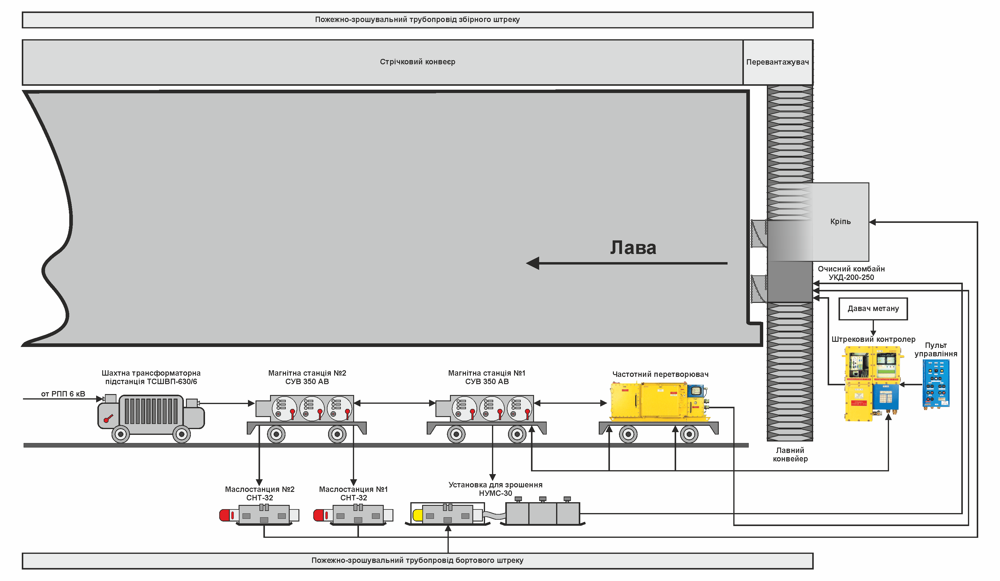 Пожежно-зрошувальний трубопровід збірного штреку
Стрічковий конвеєр
Перевантажувач
Кріпь
Лава
Очисний комбайн
УКД-200-250
Давач метану
Штрековий контролер
Пульт
управління
Шахтна трансформаторна
підстанція ТСШВП-630/6
Магнітна станція №2
СУВ 350 АВ
Магнітна станція №1
СУВ 350 АВ
Частотний перетворювач
от РПП 6 кВ
Лавний
конвейер
Маслостанция №2
СНТ-32
Маслостанция №1
СНТ-32
Установка для зрошення
НУМС-30
Пожежно-зрошувальний трубопровід бортового штреку